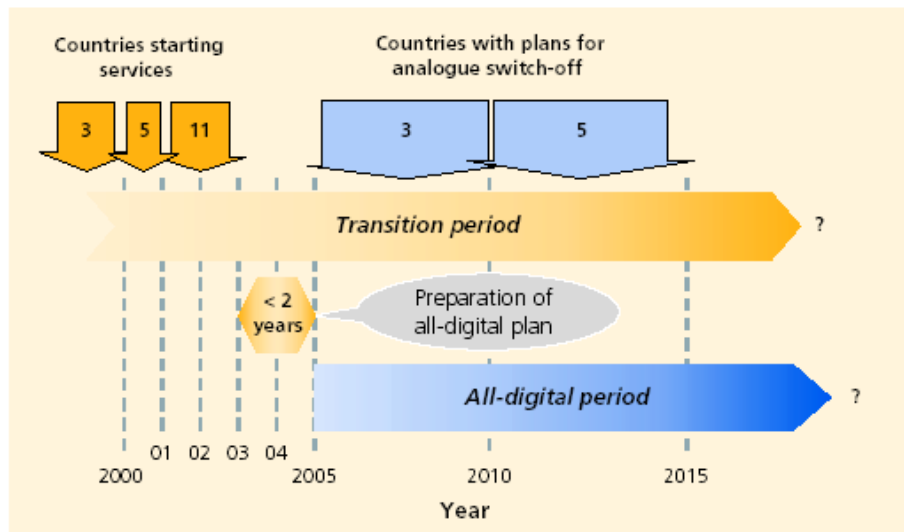 Countries starting
services
Countries with plans for
analogue switch-off
3
5
11
3
5
Transition period
?
< 2
years
Preparation of
all-digital plan
All-digital period
?
01
02
03
04
2000
2005
2010
2015
Year